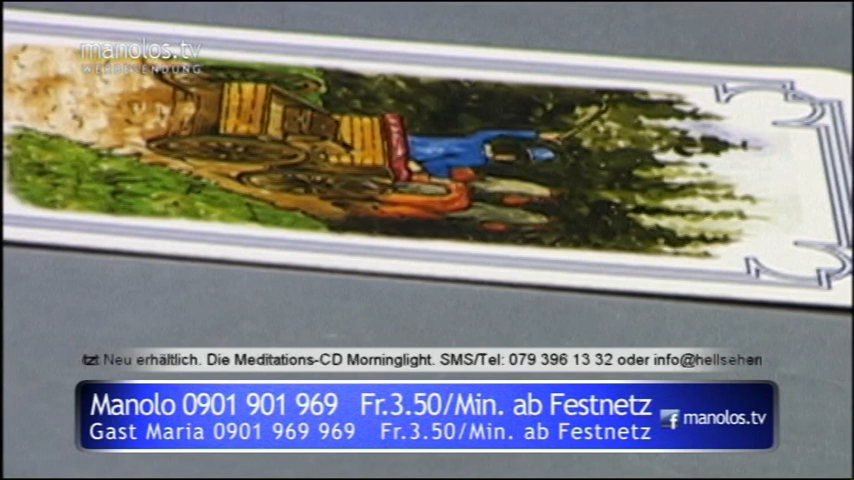 manolos.tv
WERBESENDUNG
tzt Neu erhältlich. Die Meditations-CD Morninglight. SMS/Tel: 079 396 13 32 oder info@hellsehen
Manolo 0901 901 969 Fr.3.50/Min. ab Festnetz
Gast Maria 0901 969 969 Fr.3.50/Min. ab Festnetz
f manolos.tv